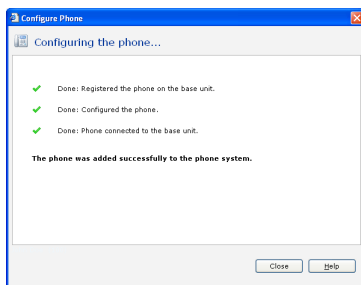 Configure Phone
Configuring the phone...
Done: Registered the phone on the base unit.
Done: Configured the phone.
Done: Phone connected to the base unit.
The phone was added successfully to the phone system.
Close Help